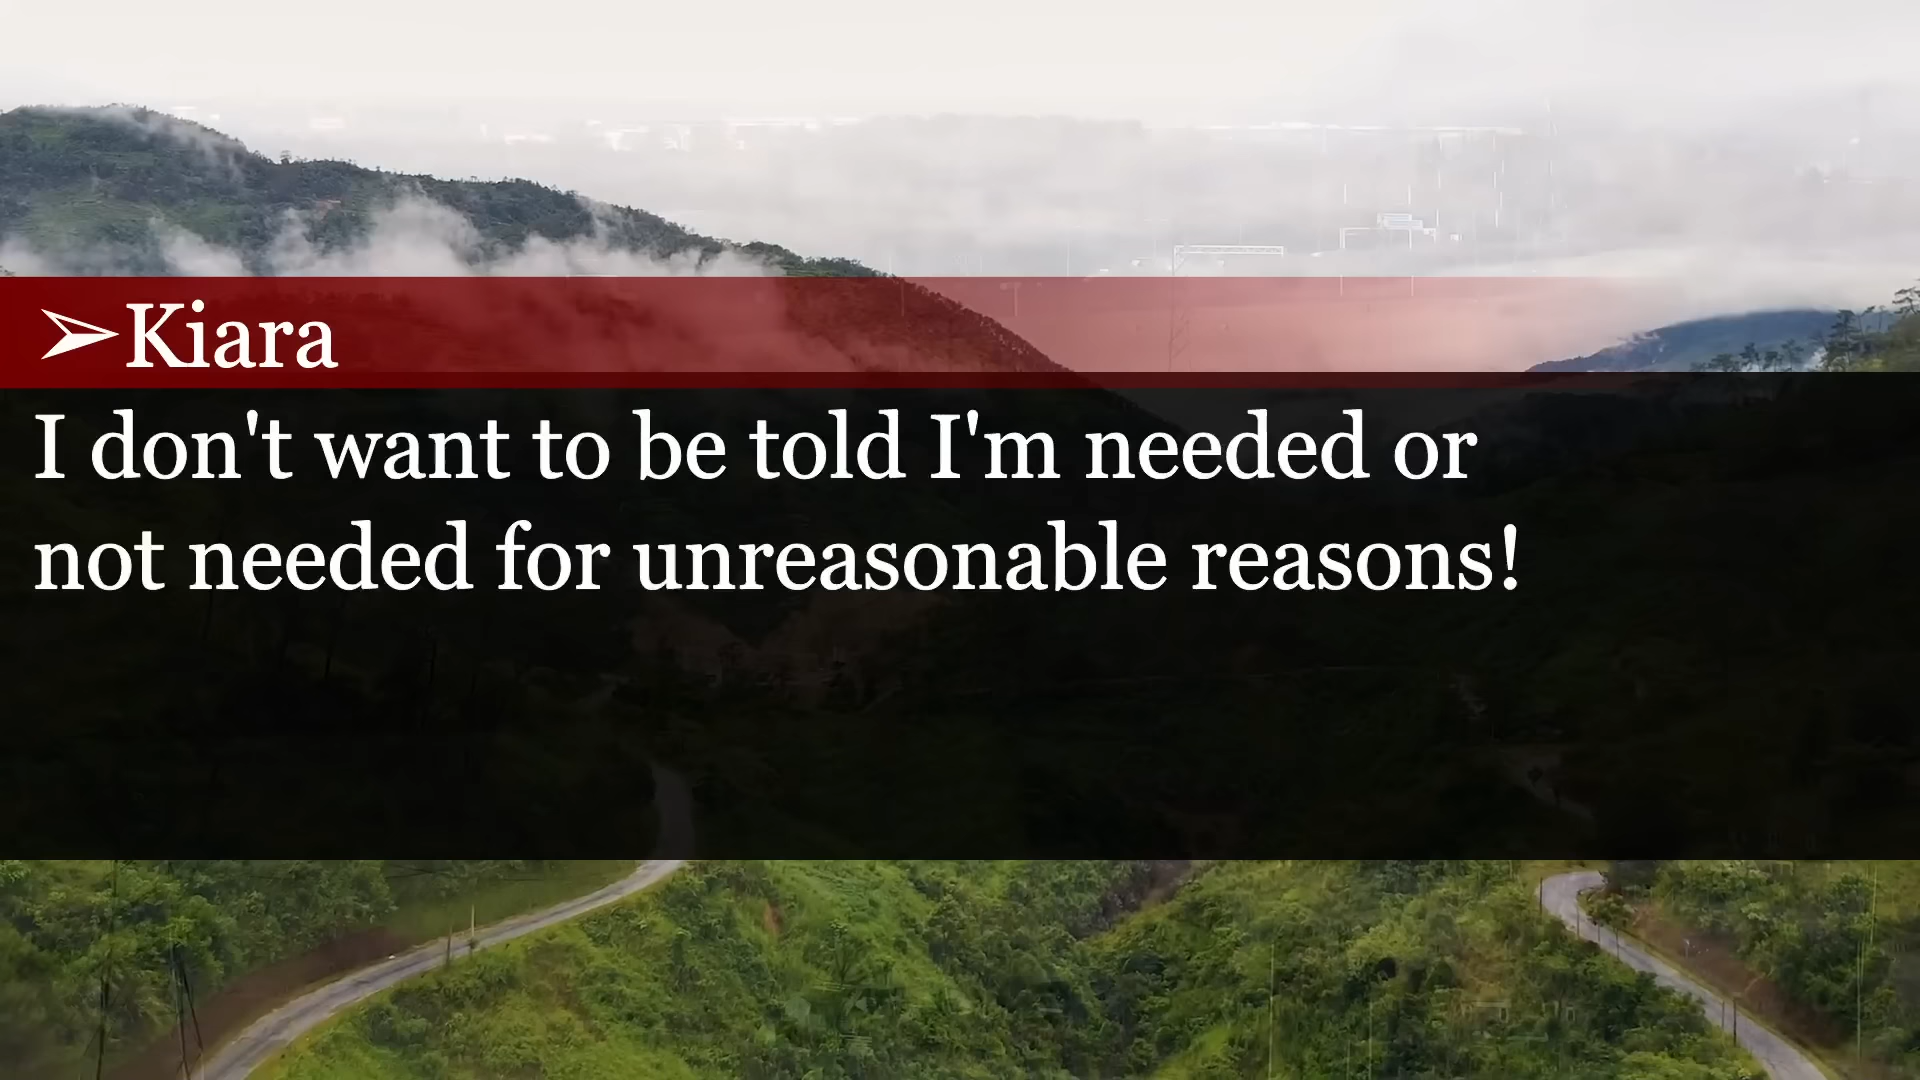 ➢Kiara
I don't want to be told I'm needed or
not needed for unreasonable reasons!